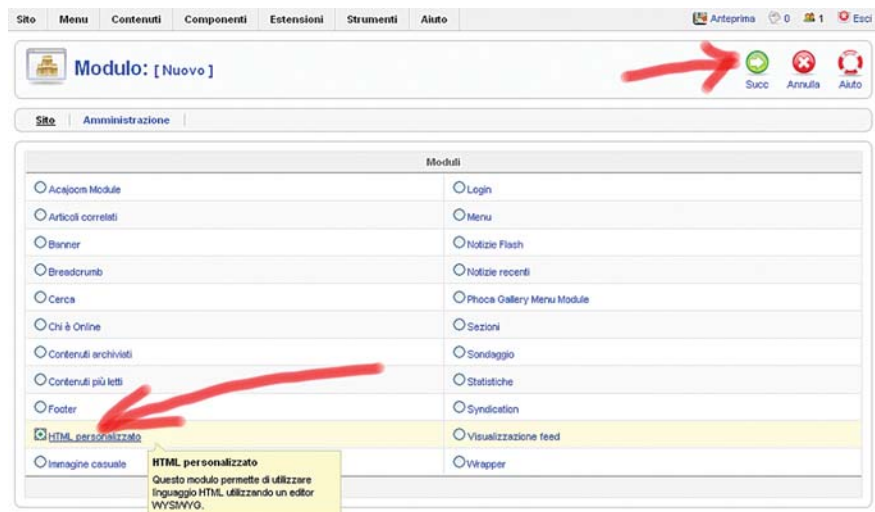 Sito Menu Contenuti Componenti Estensioni Strumenti Aiuto Anteprima 0 1 Esci
Modulo: [ Nuovo ]
Succ Annulla Aiuto
Sito Amministrazione
Moduli
Acajoom Module Login
Articoli correlati Menu
Banner Notizie Flash
Breadcrumb Notizie recenti
Cerca Phoca Gallery Menu Module
Chi è Online Sezioni
Contenuti archiviati Sondaggio
Contenuti più letti Statistiche
Footer Syndication
HTML personalizzato Visualizzazione feed
Immagine casuale Wrapper
HTML personalizzato
Questo modulo permette di utilizzare
linguaggio HTML utilizzando un editor
WYSIWYG.